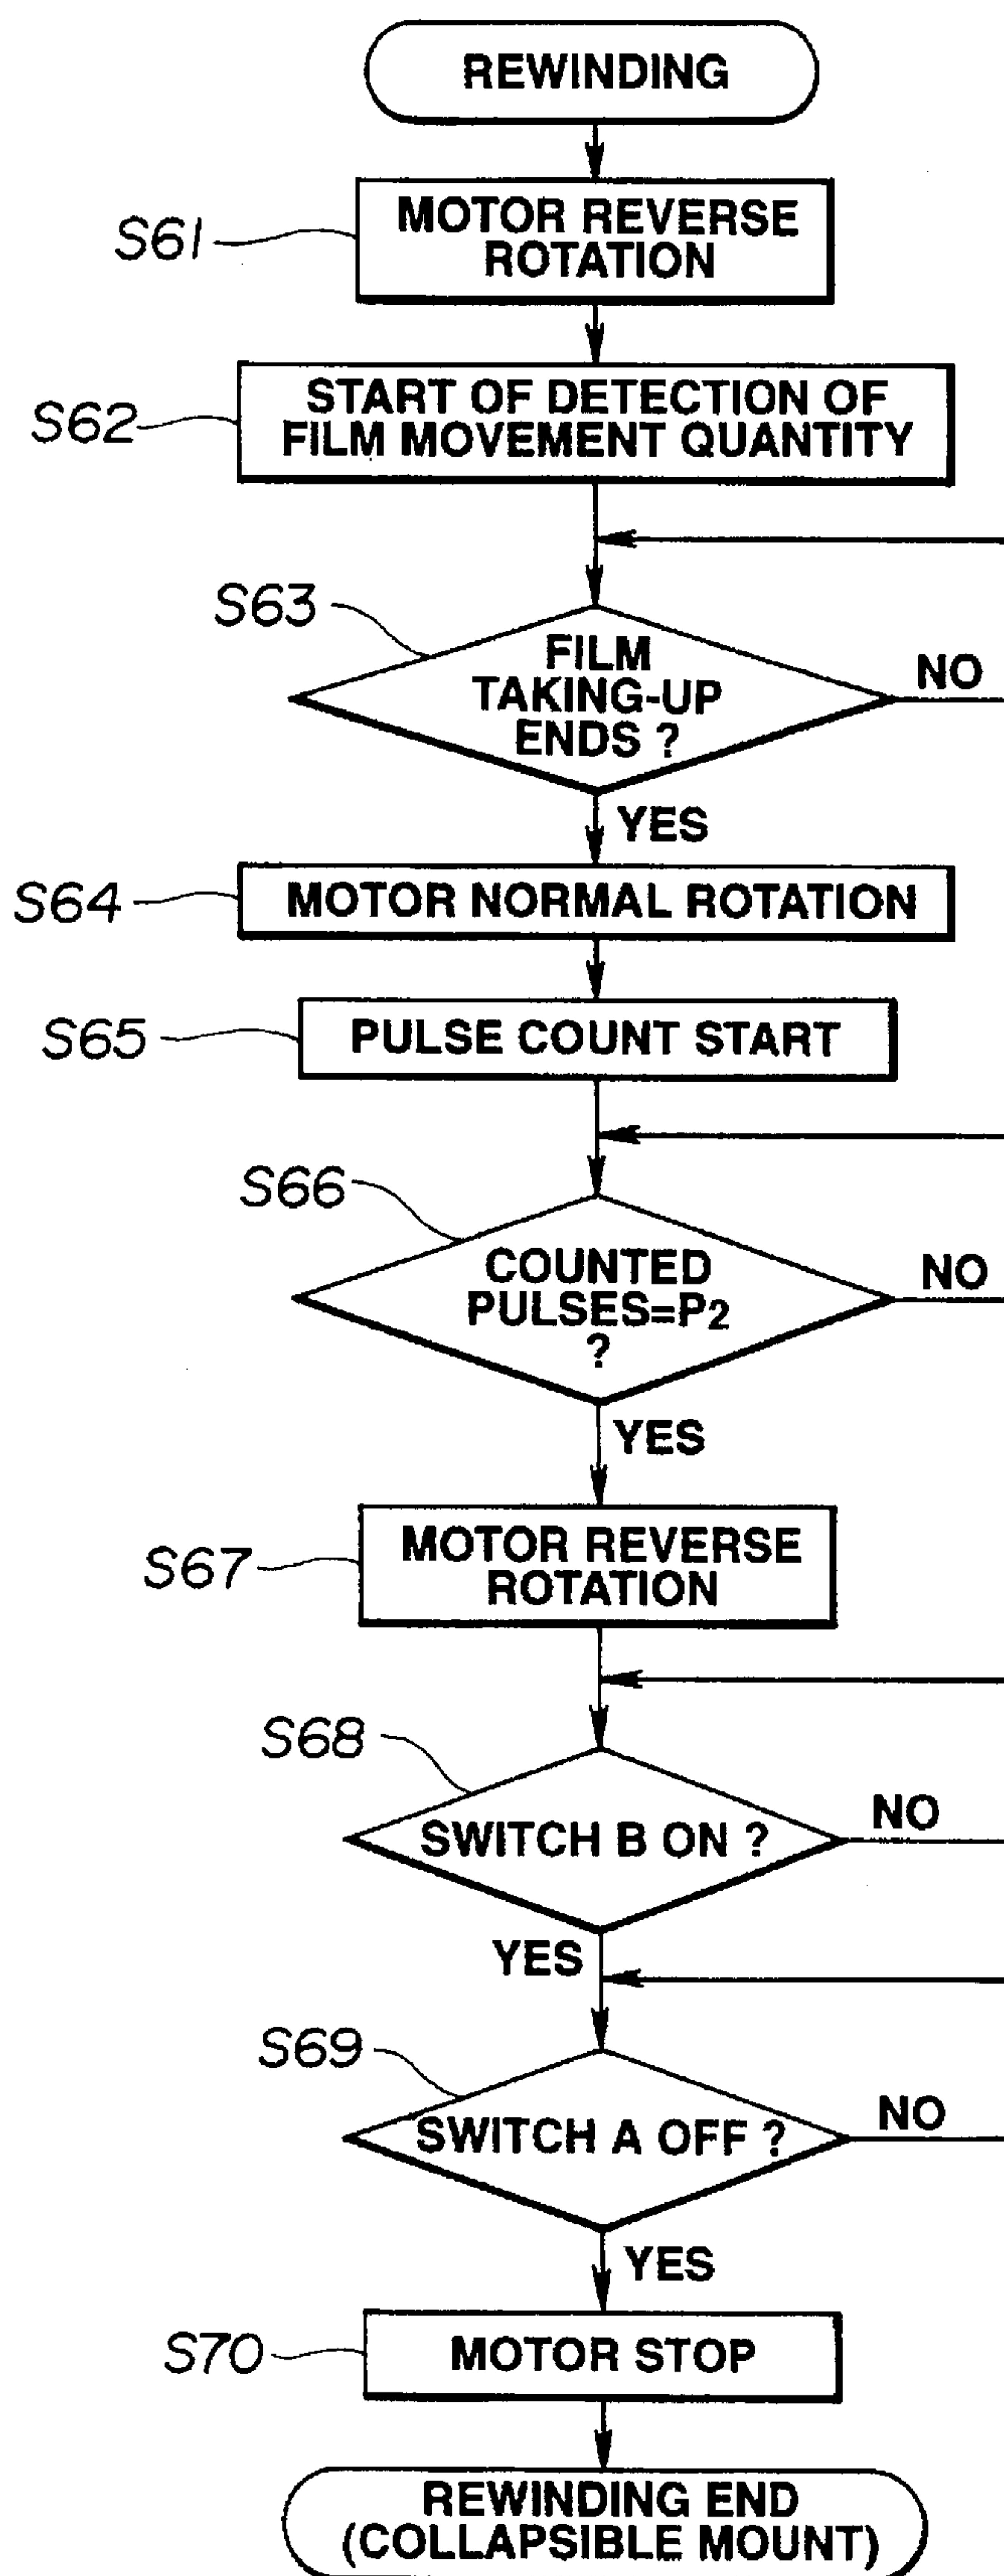 REWINDING
S61
MOTOR REVERSE
ROTATION
S62
START OF DETECTION OF
FILM MOVEMENT QUANTITY
S63
FILM
TAKING-UP
ENDS ?
NO
YES
S64
MOTOR NORMAL ROTATION
S65
PULSE COUNT START
S66
COUNTED
PULSES=P2
?
NO
YES
S67
MOTOR REVERSE
ROTATION
S68
SWITCH B ON ?
NO
YES
S69
SWITCH A OFF ?
NO
YES
S70
MOTOR STOP
REWINDING END
(COLLAPSIBLE MOUNT)